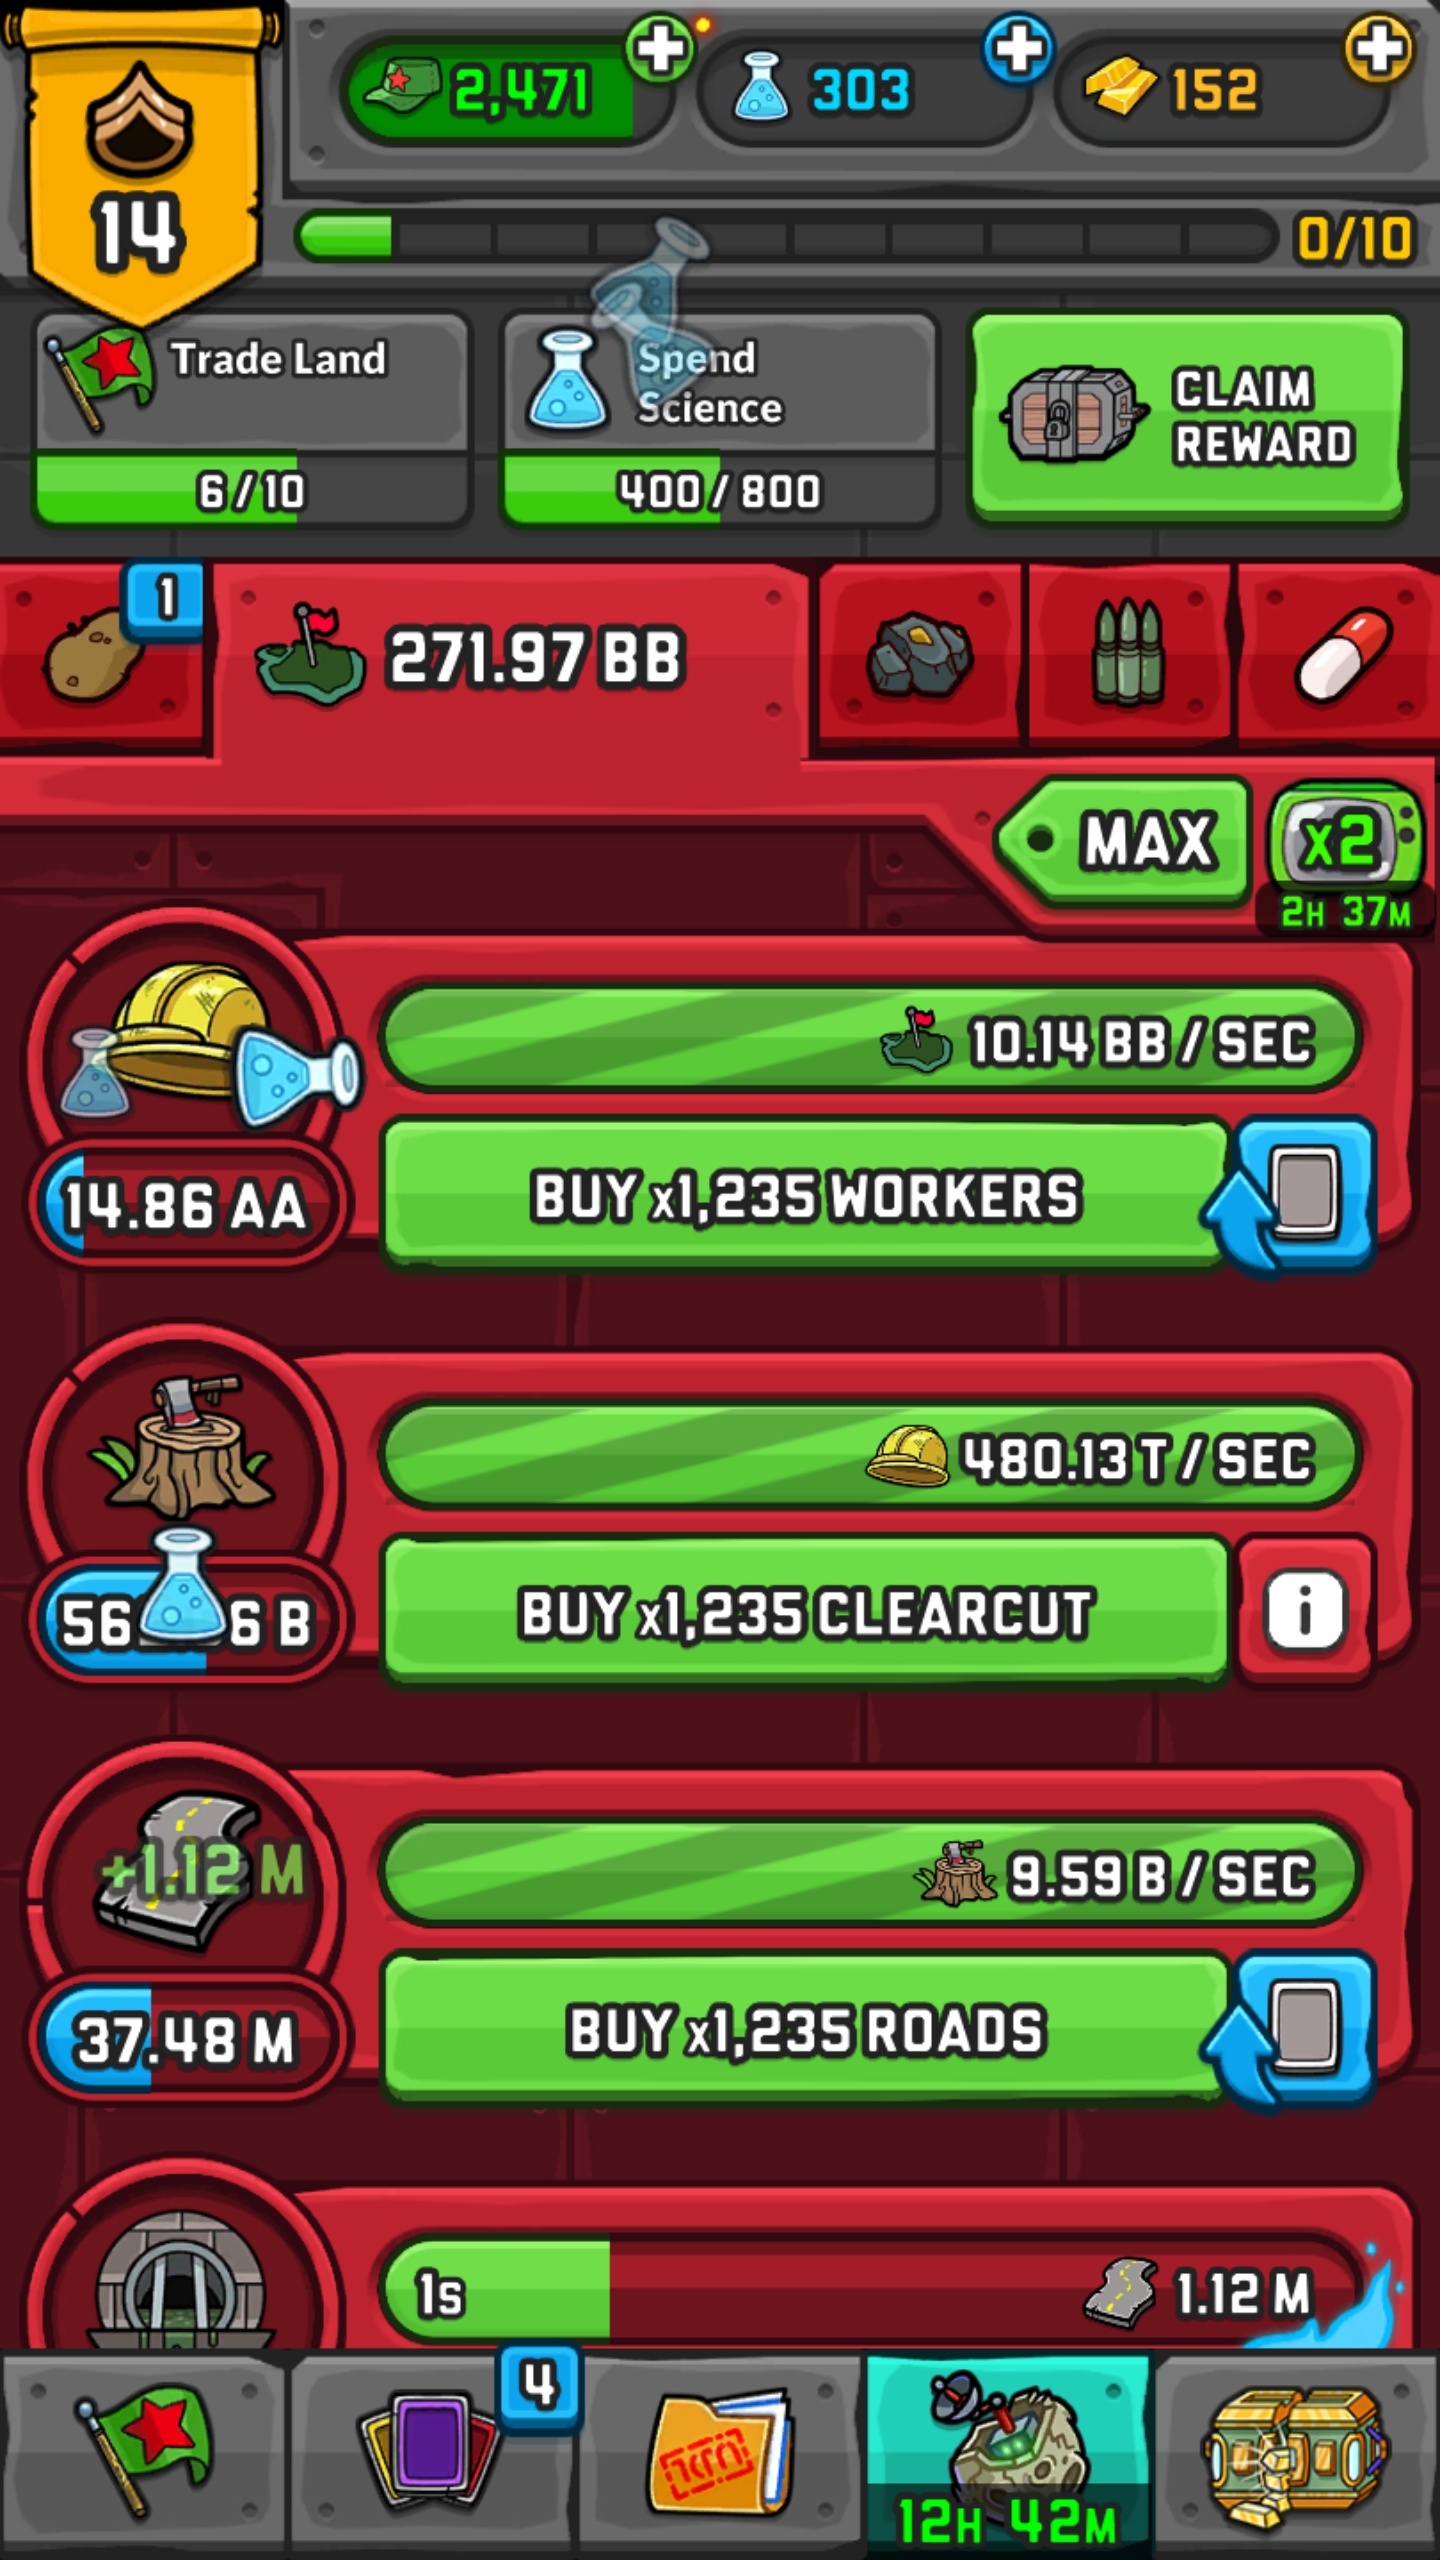 2,471
303
152
14
0/10
Trade Land
6/10
Spend
Science
400/800
CLAIM
REWARD
1
271.97 BB
MAX
x2
2H 37M
10.14 BB / SEC
14.86 AA
BUY x1,235 WORKERS
480.13 T / SEC
56
6 B
BUY x1,235 CLEARCUT
i
+1.12 M
9.59 B / SEC
37.48 M
BUY x1,235 ROADS
1s
1.12 M
4
12H 42M